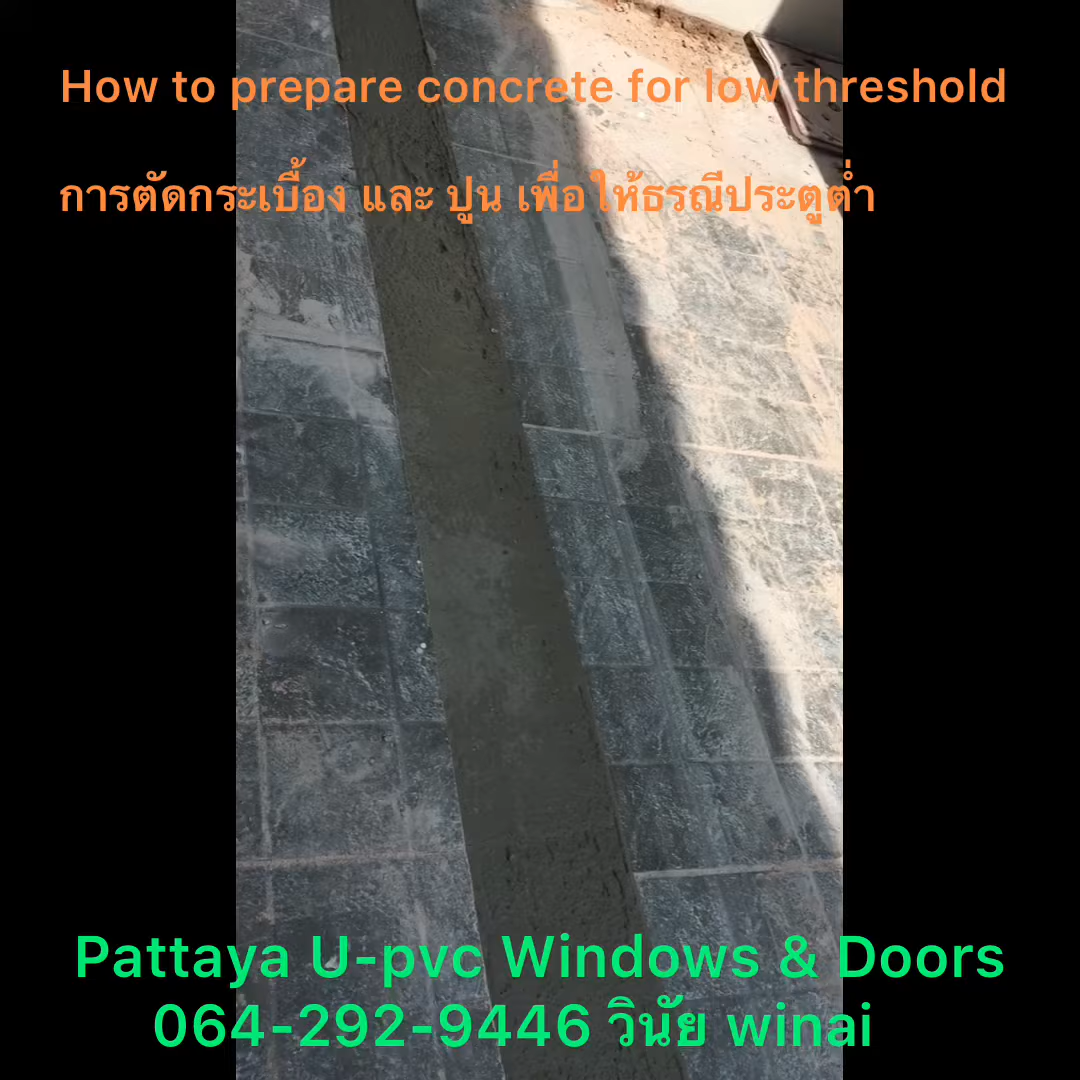 How to prepare concrete for low threshold
การตัดกระเบื้อง และ ปูน เพื่อให้ธรณีประตูต่ำ
Pattaya U-pvc Windows & Doors
064-292-9446 วินัย winai